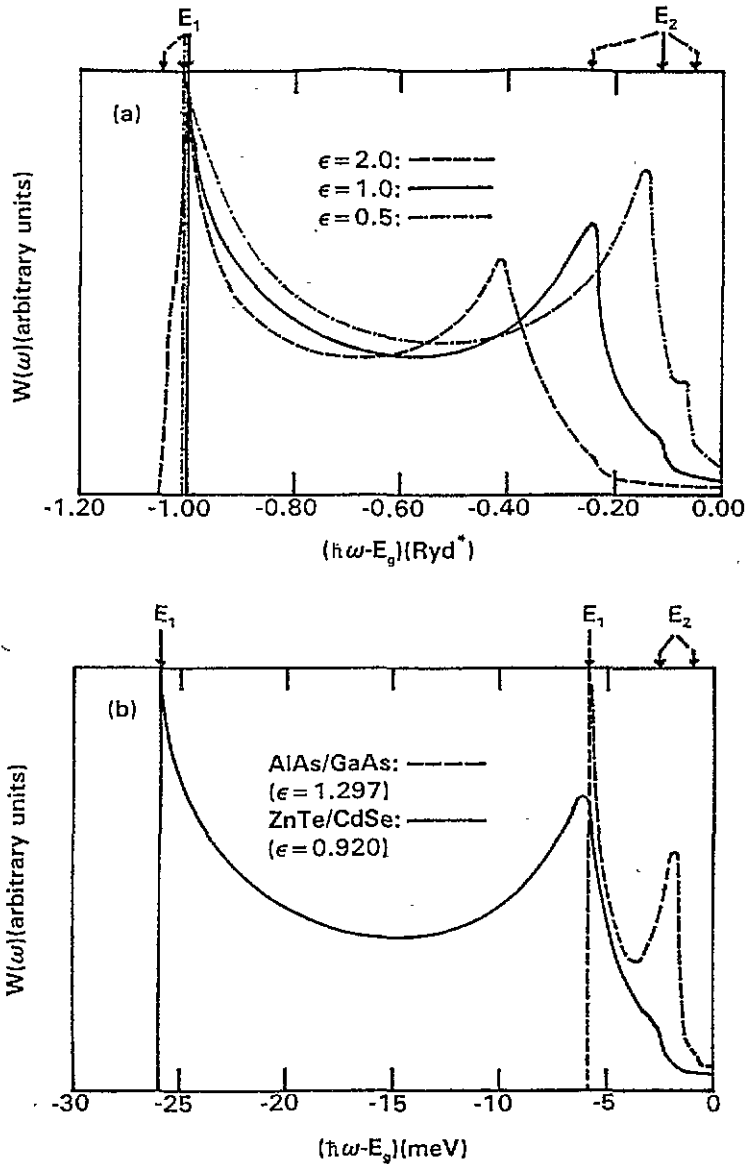 E₁ E₂
(a)
ϵ=2.0:
ϵ=1.0:
ϵ=0.5:
W(ω)(arbitrary units)
-1.20 -1.00 -0.80 -0.60 -0.40 -0.20 0.00
(ħω-E_g)(Ryd*)
E₁ E₁ E₂
(b)
AlAs/GaAs:
(ϵ=1.297)
ZnTe/CdSe:
(ϵ=0.920)
W(ω)(arbitrary units)
-30 -25 -20 -15 -10 -5 0
(ħω-E_g)(meV)